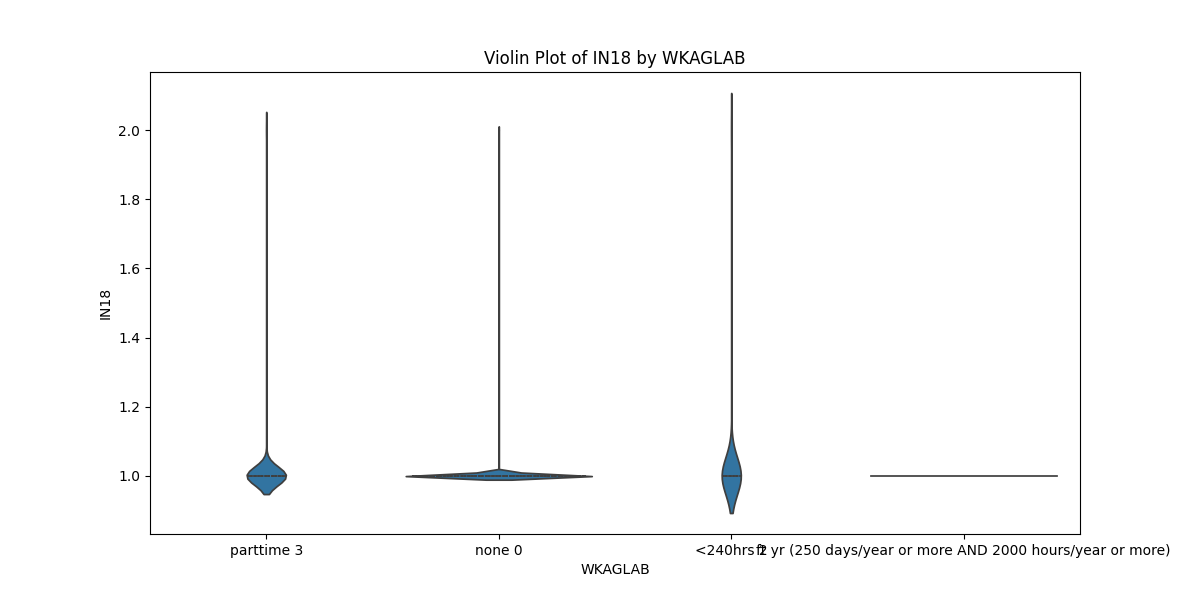 Violin Plot of IN18 by WKAGLAB
2.0
1.8
1.6
1.4
1.2
1.0
IN18
parttime 3
none 0
<240hrs 2
ft yr (250 days/year or more AND 2000 hours/year or more)
WKAGLAB